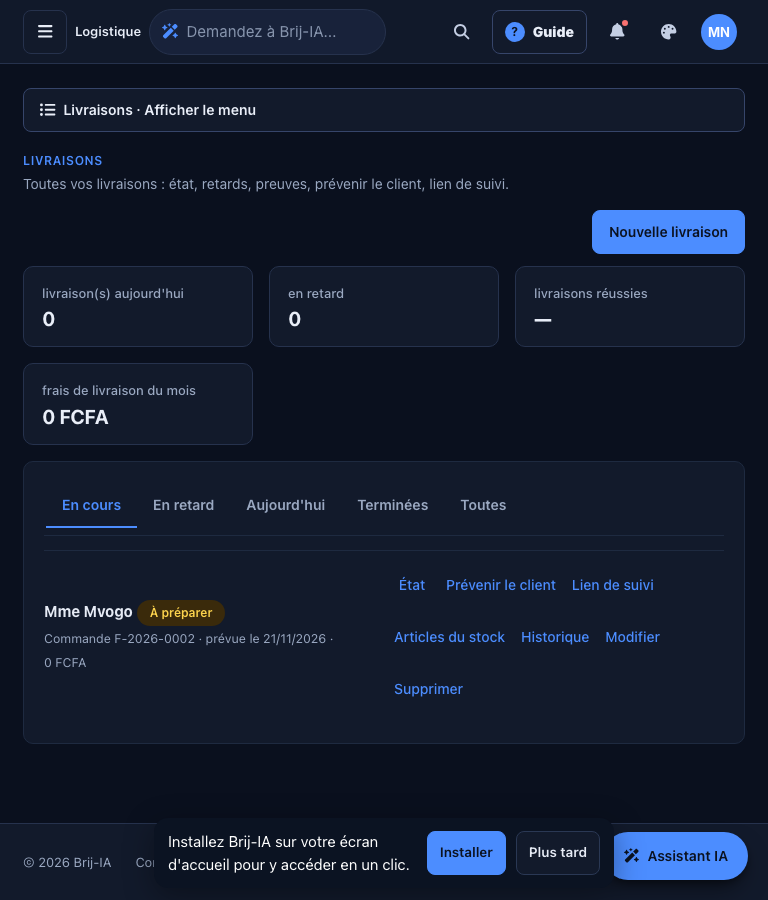 Logistique
Demandez à Brij-IA...
? Guide
MN
Livraisons · Afficher le menu
LIVRAISONS
Toutes vos livraisons : état, retards, preuves, prévenir le client, lien de suivi.
Nouvelle livraison
livraison(s) aujourd'hui
0
en retard
0
livraisons réussies
—
frais de livraison du mois
0 FCFA
En cours
En retard
Aujourd'hui
Terminées
Toutes
Mme Mvogo À préparer
Commande F-2026-0002 · prévue le 21/11/2026 ·
0 FCFA
État Prévenir le client Lien de suivi
Articles du stock Historique Modifier
Supprimer
© 2026 Brij-IA
Installez Brij-IA sur votre écran
d'accueil pour y accéder en un clic.
Installer
Plus tard
Assistant IA